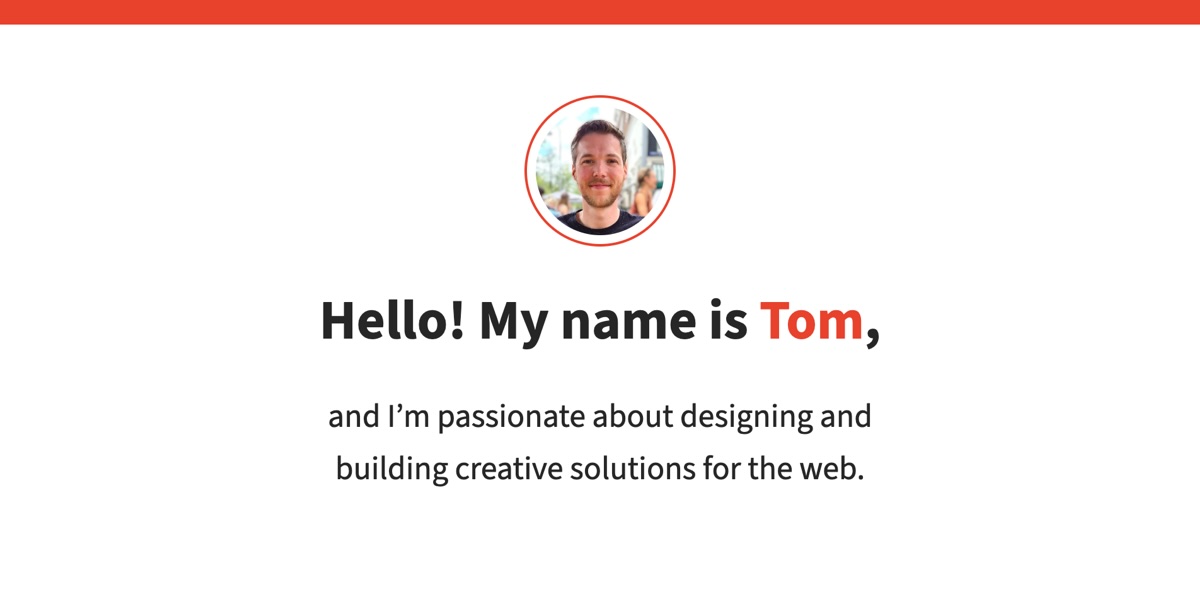 Hello! My name is Tom,
and I’m passionate about designing and
building creative solutions for the web.